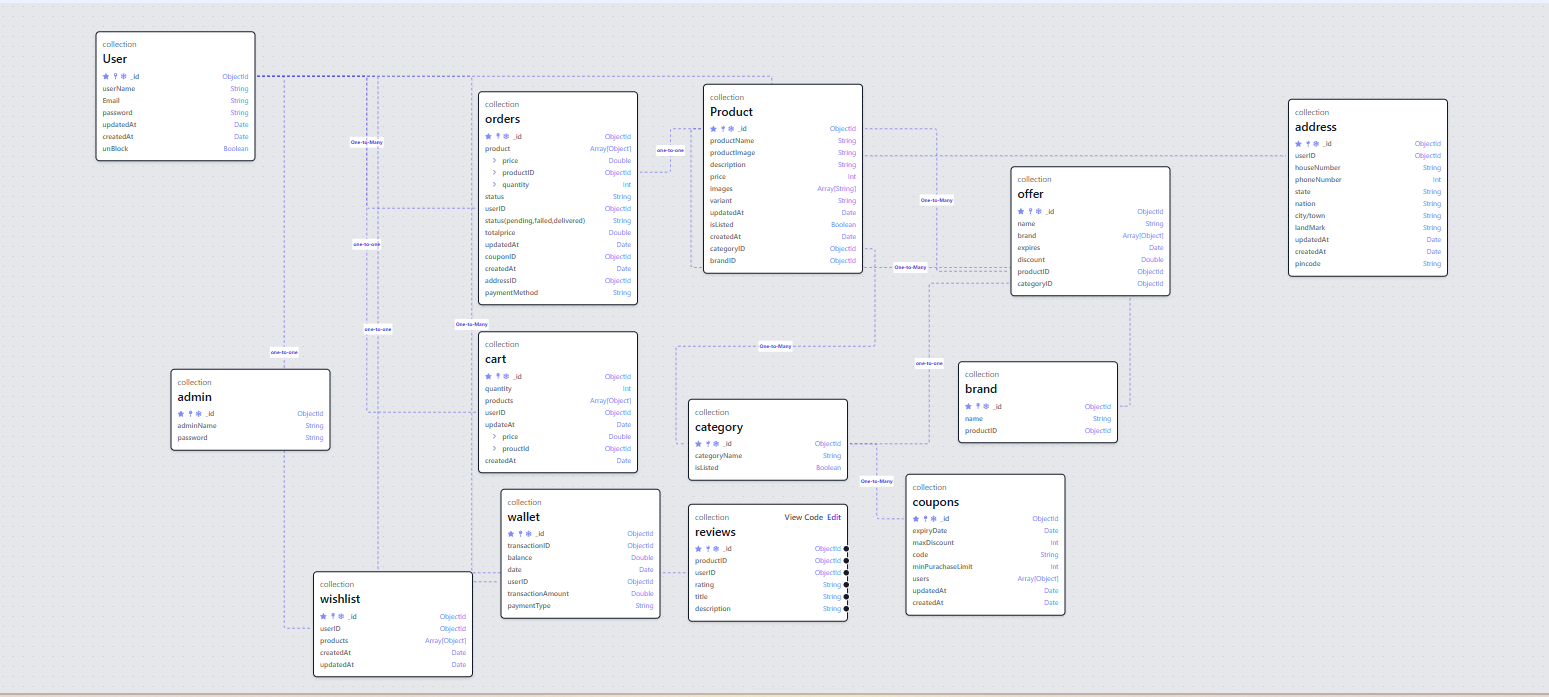 collection
User
_id ObjectId
userName String
Email String
password String
updatedAt Date
createdAt Date
unBlock Boolean
collection
orders
_id ObjectId
product Array[Object]
price Double
productID ObjectId
quantity Int
status String
userID ObjectId
status(pending,failed,delivered) String
totalprice Double
updatedAt Date
couponID ObjectId
createdAt Date
addressID ObjectId
paymentMethod String
collection
Product
_id ObjectId
productName String
productImage String
description String
price Int
images Array[String]
variant String
updatedAt Date
isListed Boolean
createdAt Date
categoryID ObjectId
brandID ObjectId
collection
address
_id ObjectId
userID ObjectId
houseNumber String
phoneNumber Int
state String
nation String
city/town String
landMark String
updatedAt Date
createdAt Date
pincode String
collection
offer
_id ObjectId
name String
brand Array[Object]
expires Date
discount Double
productID ObjectId
categoryID ObjectId
One-to-Many
one-to-one
One-to-Many
one-to-one
One-to-Many
one-to-one
One-to-Many
one-to-one
One-to-Many
one-to-one
One-to-Many
collection
cart
_id ObjectId
quantity Int
products Array[Object]
userID ObjectId
updateAt Date
price Double
prouctId ObjectId
createdAt Date
collection
admin
_id ObjectId
adminName String
password String
collection
category
_id ObjectId
categoryName String
isListed Boolean
collection
brand
_id ObjectId
name String
productID ObjectId
collection
wallet
_id ObjectId
transactionID ObjectId
balance Double
date Date
userID ObjectId
transactionAmount Double
paymentType String
collection View Code Edit
reviews
_id ObjectId
productID ObjectId
userID ObjectId
rating String
title String
description String
collection
coupons
_id ObjectId
expiryDate Date
maxDiscount Int
code String
minPurachaseLimit Int
users Array[Object]
updatedAt Date
createdAt Date
collection
wishlist
_id ObjectId
userID ObjectId
products Array[Object]
createdAt Date
updatedAt Date